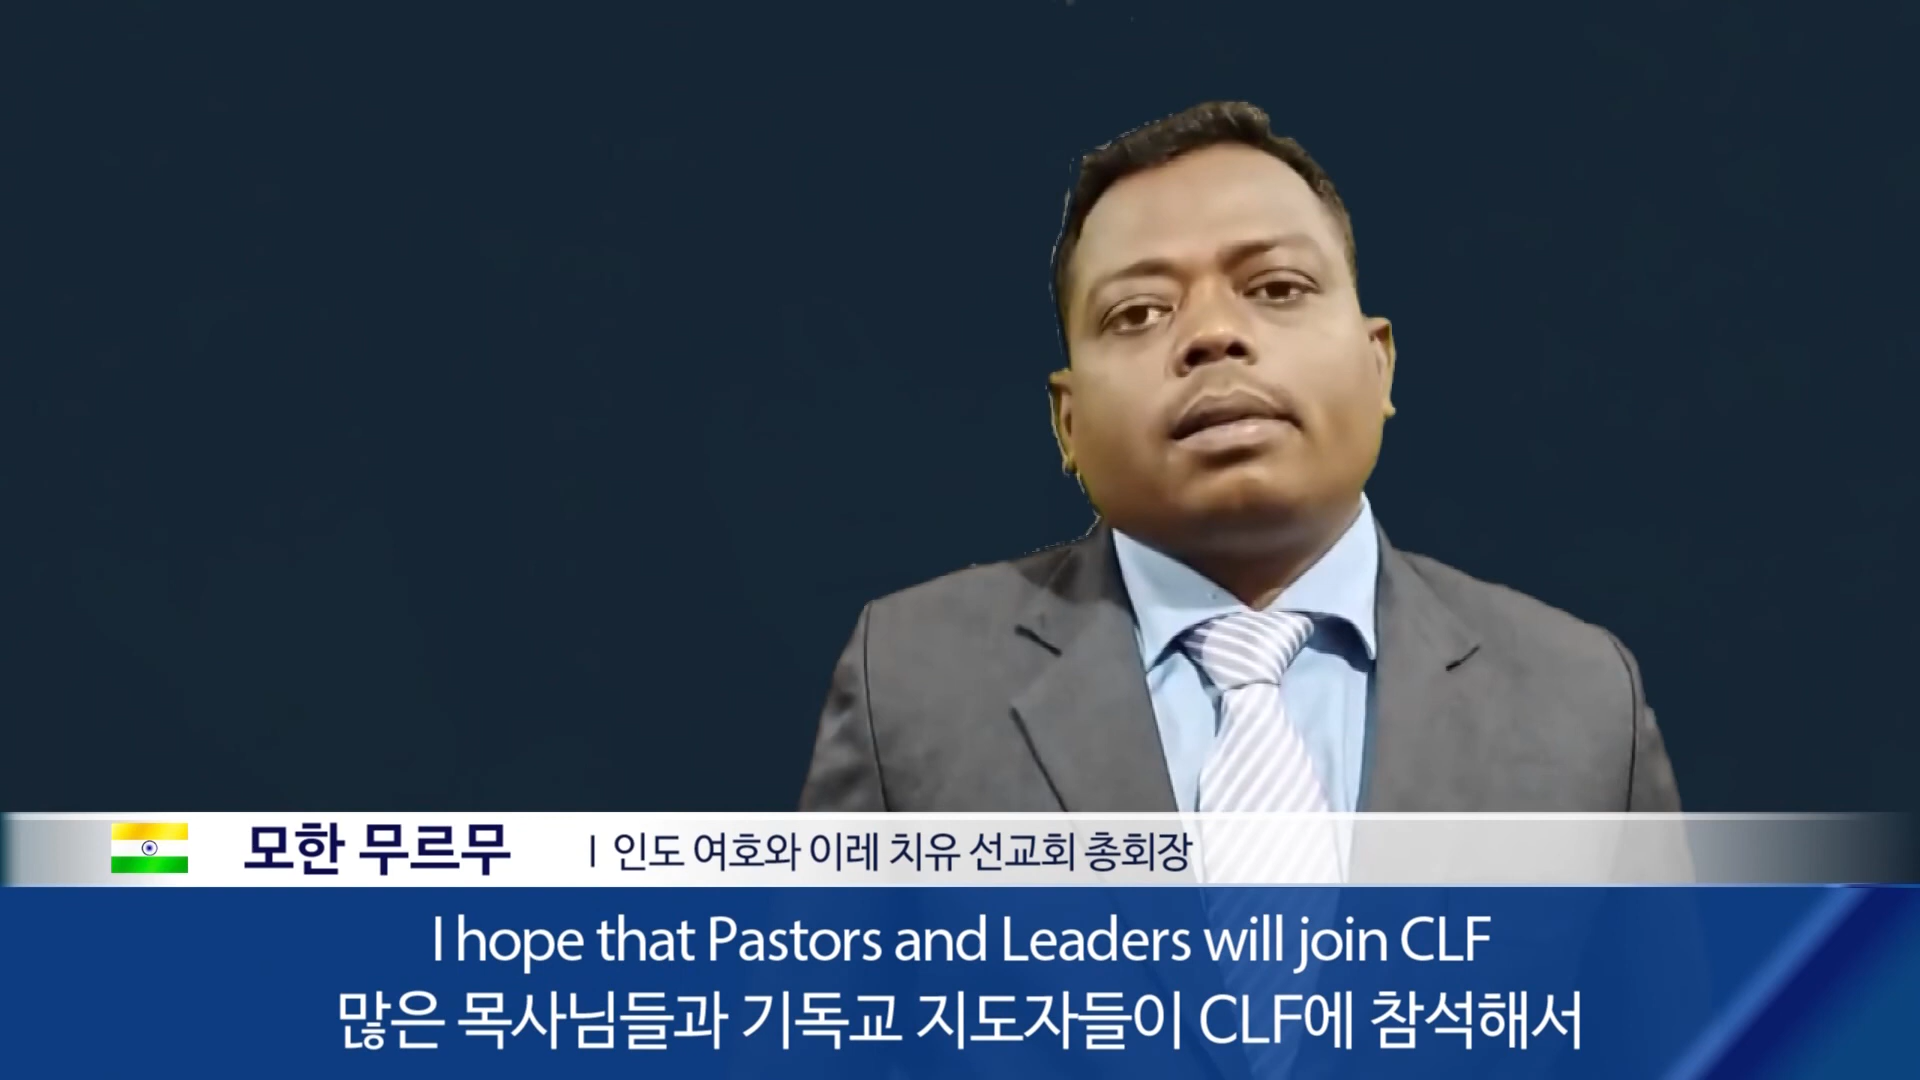 모한 무르무 ㅣ 인도 여호와 이레 치유 선교회 총회장
I hope that Pastors and Leaders will join CLF
많은 목사님들과 기독교 지도자들이 CLF에 참석해서